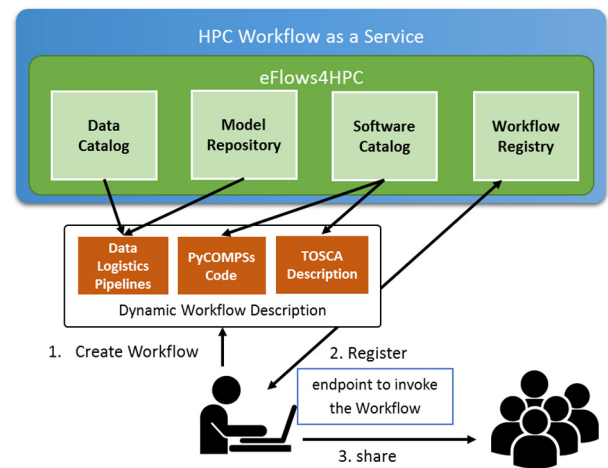 HPC Workflow as a Service
eFlows4HPC
Data
Catalog
Model
Repository
Software
Catalog
Workflow
Registry
Data
Logistics
Pipelines
PyCOMPSs
Code
TOSCA
Description
Dynamic Workflow Description
1. Create Workflow
2. Register
endpoint to invoke
the Workflow
3. share